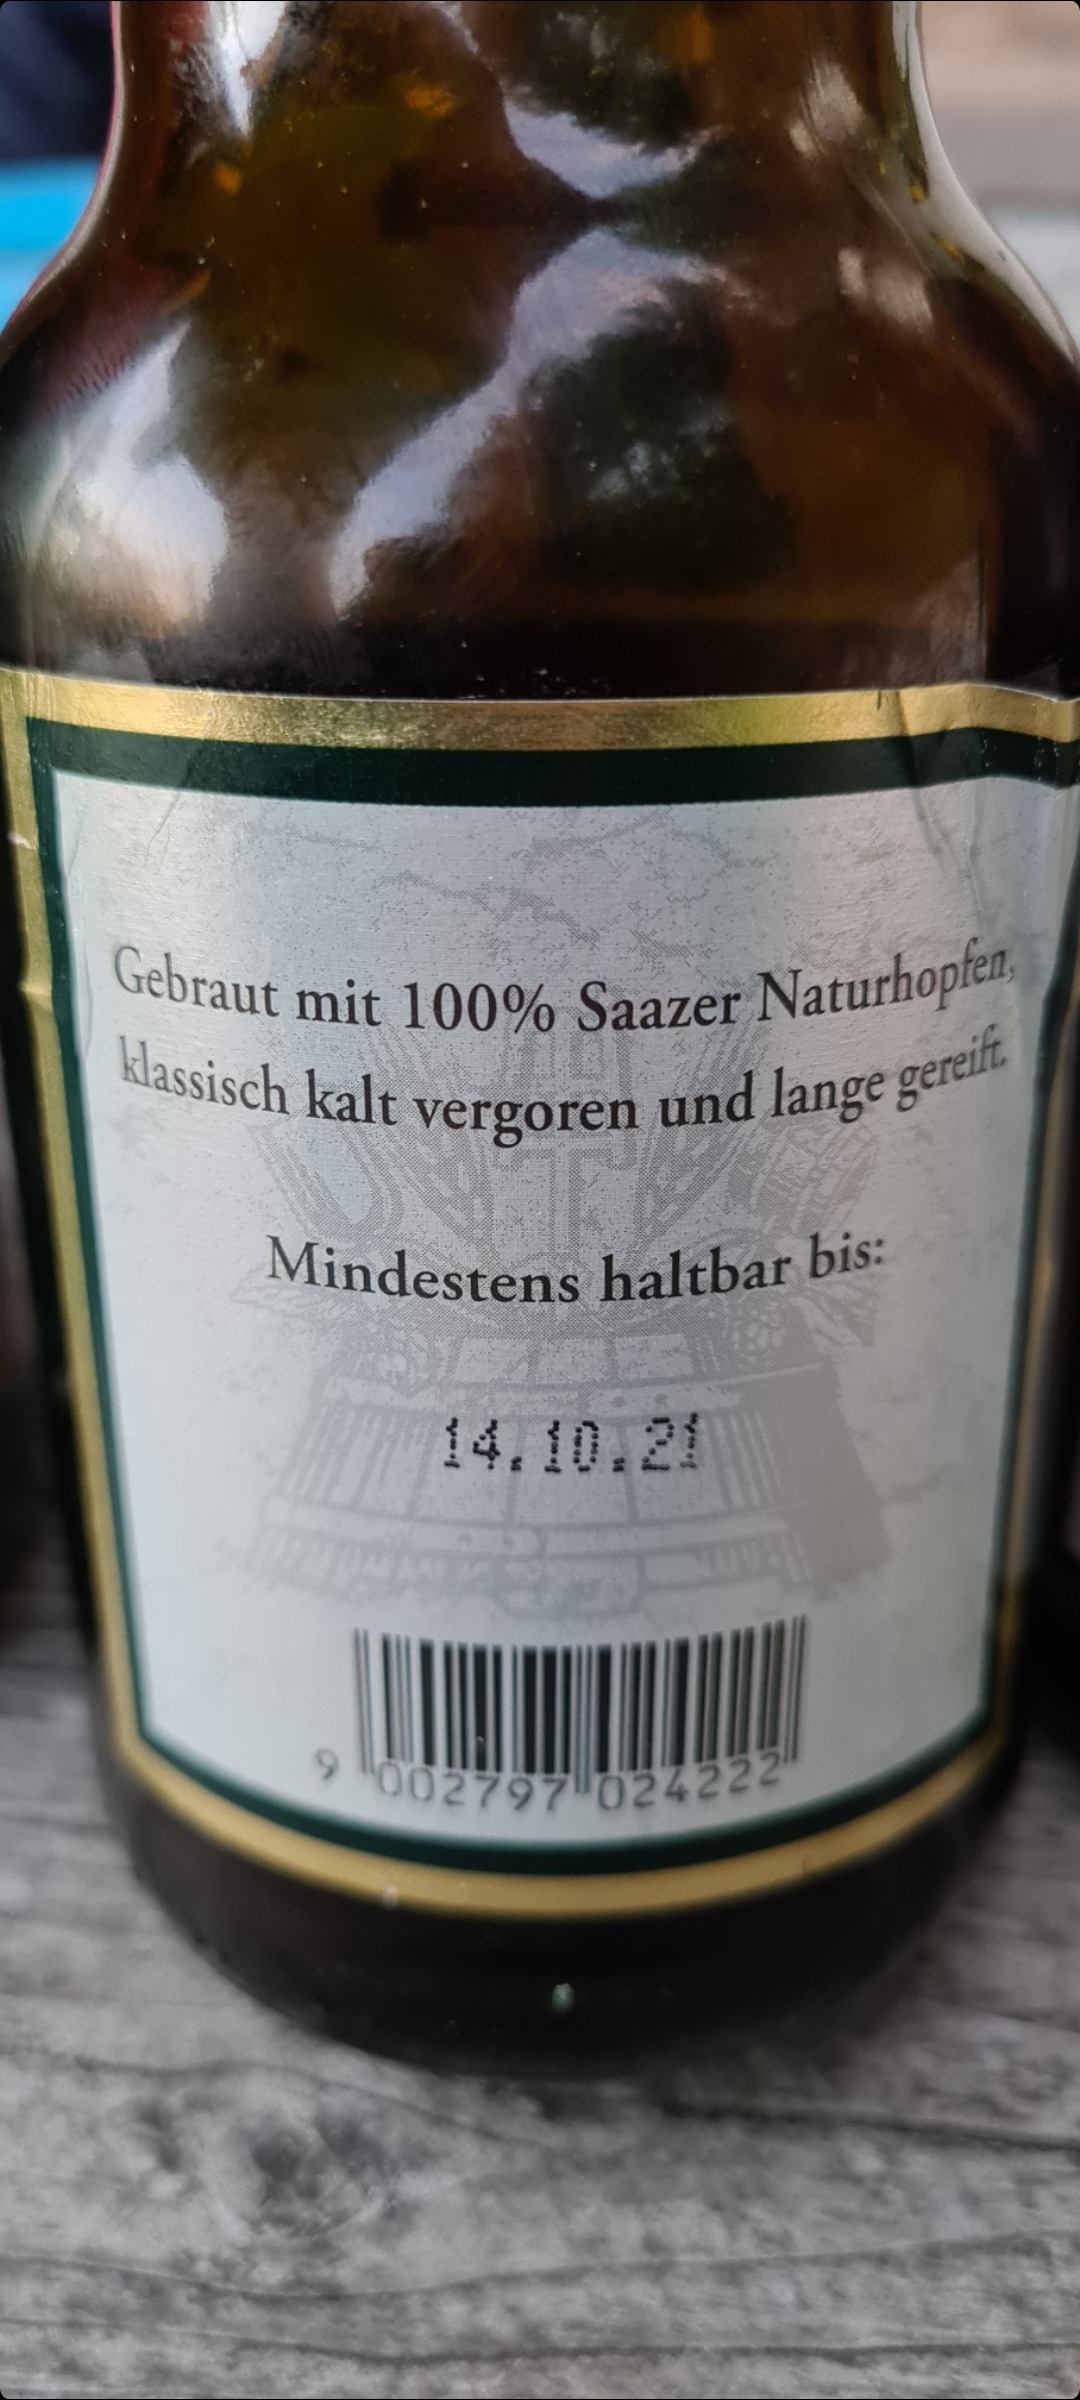 Gebraut mit 100% Saazer Naturhopfen,
klassisch kalt vergoren und lange gereift.
Mindestens haltbar bis:
14.10.21
9 002797 024222